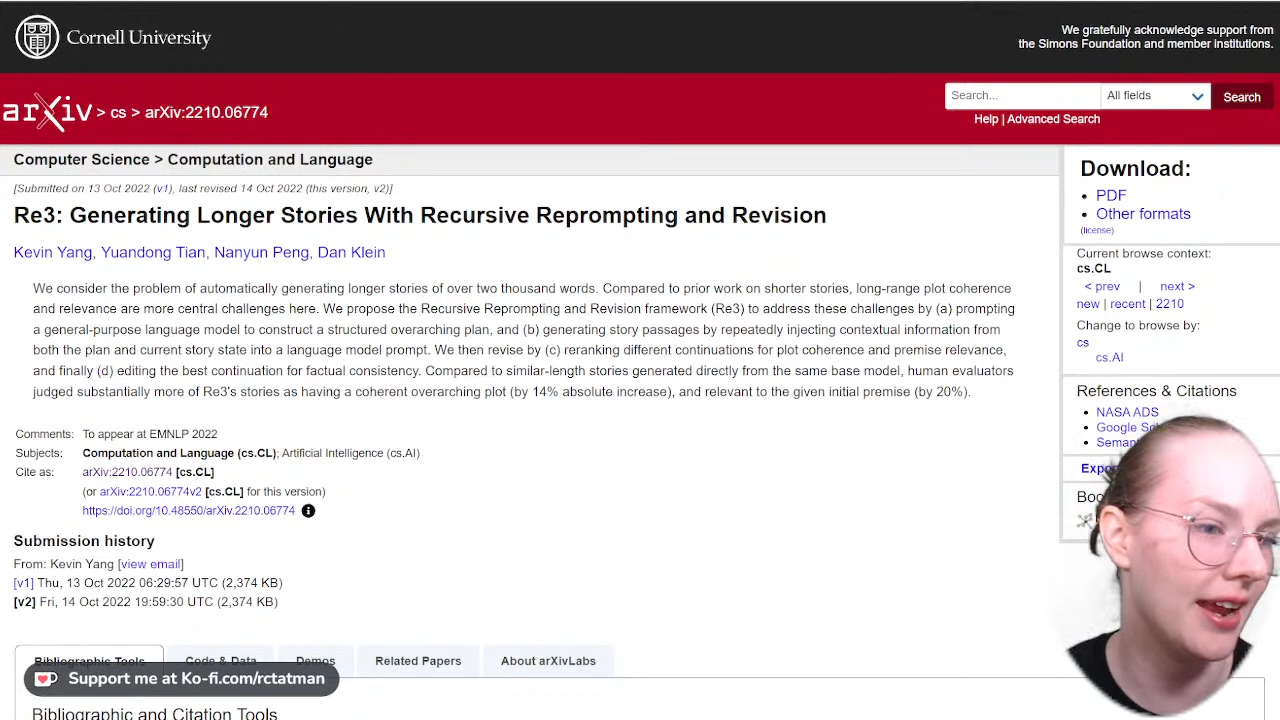 Cornell University
We gratefully acknowledge support from
the Simons Foundation and member institutions.
arXiv > cs > arXiv:2210.06774
Search...
All fields
Search
Help | Advanced Search
Computer Science > Computation and Language
[Submitted on 13 Oct 2022 (v1), last revised 14 Oct 2022 (this version, v2)]
Re3: Generating Longer Stories With Recursive Reprompting and Revision
Kevin Yang, Yuandong Tian, Nanyun Peng, Dan Klein
We consider the problem of automatically generating longer stories of over two thousand words. Compared to prior work on shorter stories, long-range plot coherence
and relevance are more central challenges here. We propose the Recursive Reprompting and Revision framework (Re3) to address these challenges by (a) prompting
a general-purpose language model to construct a structured overarching plan, and (b) generating story passages by repeatedly injecting contextual information from
both the plan and current story state into a language model prompt. We then revise by (c) reranking different continuations for plot coherence and premise relevance,
and finally (d) editing the best continuation for factual consistency. Compared to similar-length stories generated directly from the same base model, human evaluators
judged substantially more of Re3's stories as having a coherent overarching plot (by 14% absolute increase), and relevant to the given initial premise (by 20%).
Comments: To appear at EMNLP 2022
Subjects: Computation and Language (cs.CL); Artificial Intelligence (cs.AI)
Cite as: arXiv:2210.06774 [cs.CL]
(or arXiv:2210.06774v2 [cs.CL] for this version)
https://doi.org/10.48550/arXiv.2210.06774
Submission history
From: Kevin Yang [view email]
[v1] Thu, 13 Oct 2022 06:29:57 UTC (2,374 KB)
[v2] Fri, 14 Oct 2022 19:59:30 UTC (2,374 KB)
Bibliographic Tools
Code & Data
Demos
Related Papers
About arXivLabs
Support me at Ko-fi.com/rctatman
Bibliographic and Citation Tools
Download:
PDF
Other formats
(license)
Current browse context:
cs.CL
< prev | next >
new | recent | 2210
Change to browse by:
cs
cs.AI
References & Citations
NASA ADS
Google